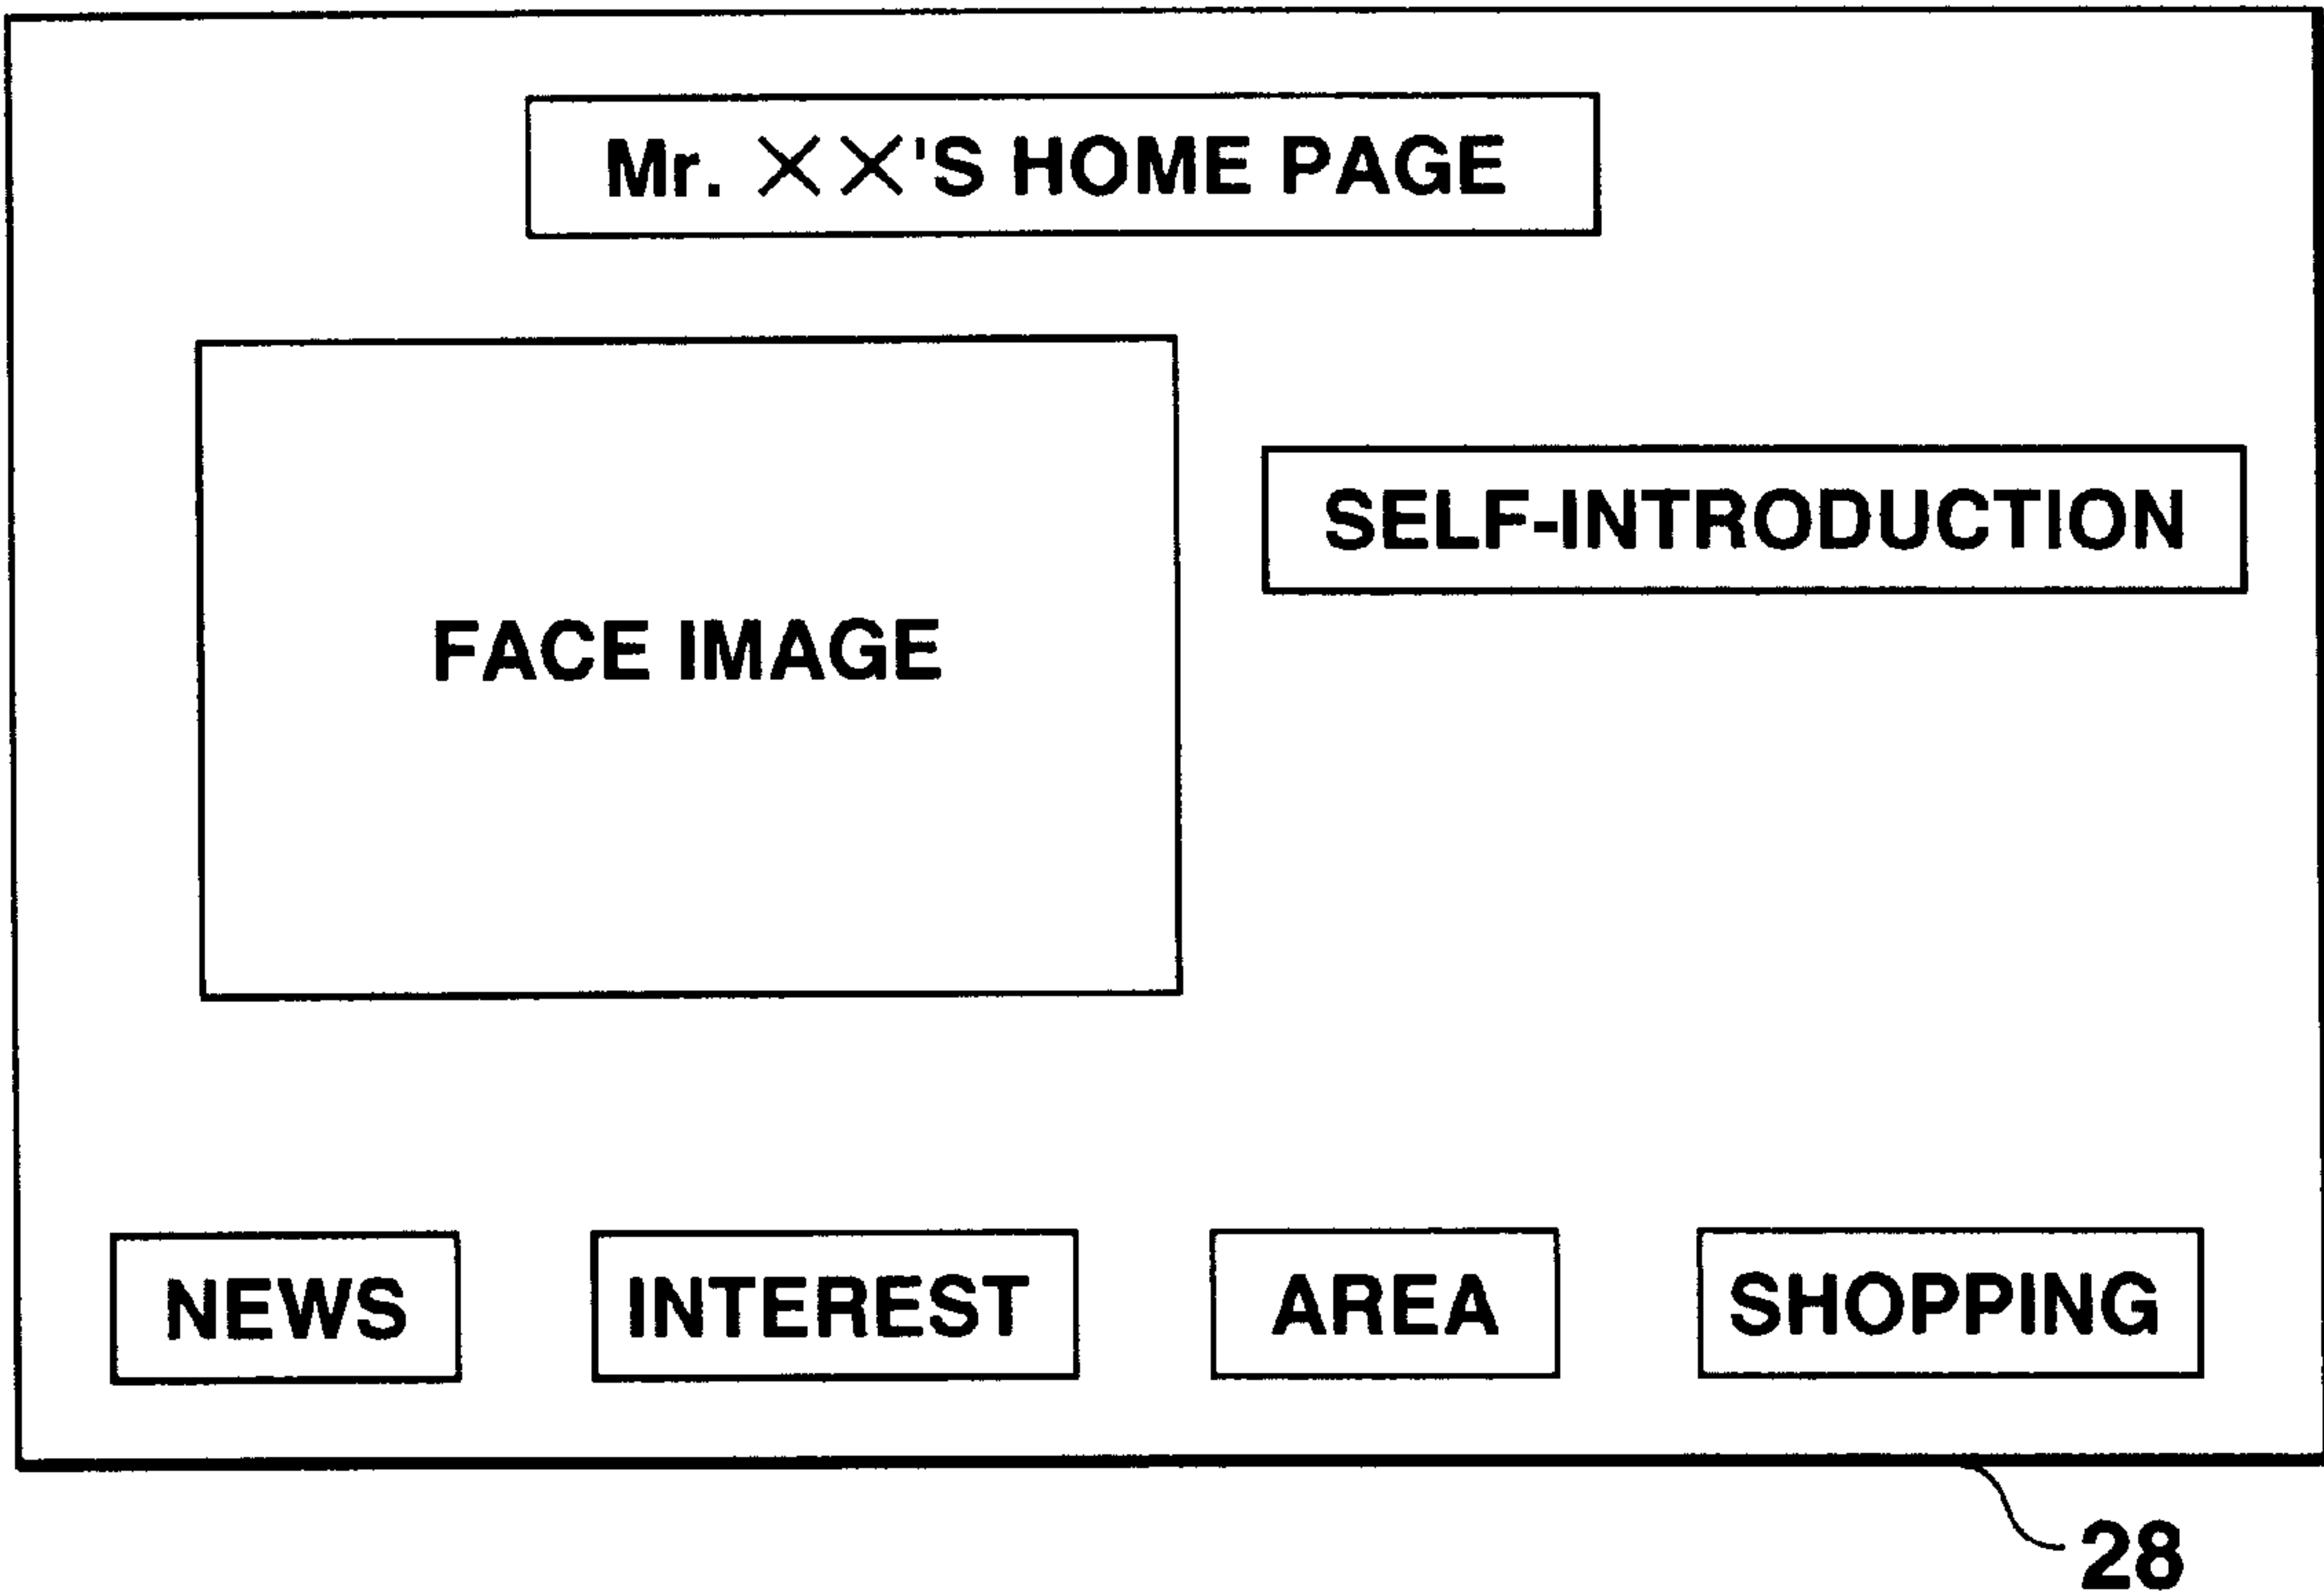 Mr. ××'S HOME PAGE
SELF-INTRODUCTION
FACE IMAGE
NEWS
INTEREST
AREA
SHOPPING
28